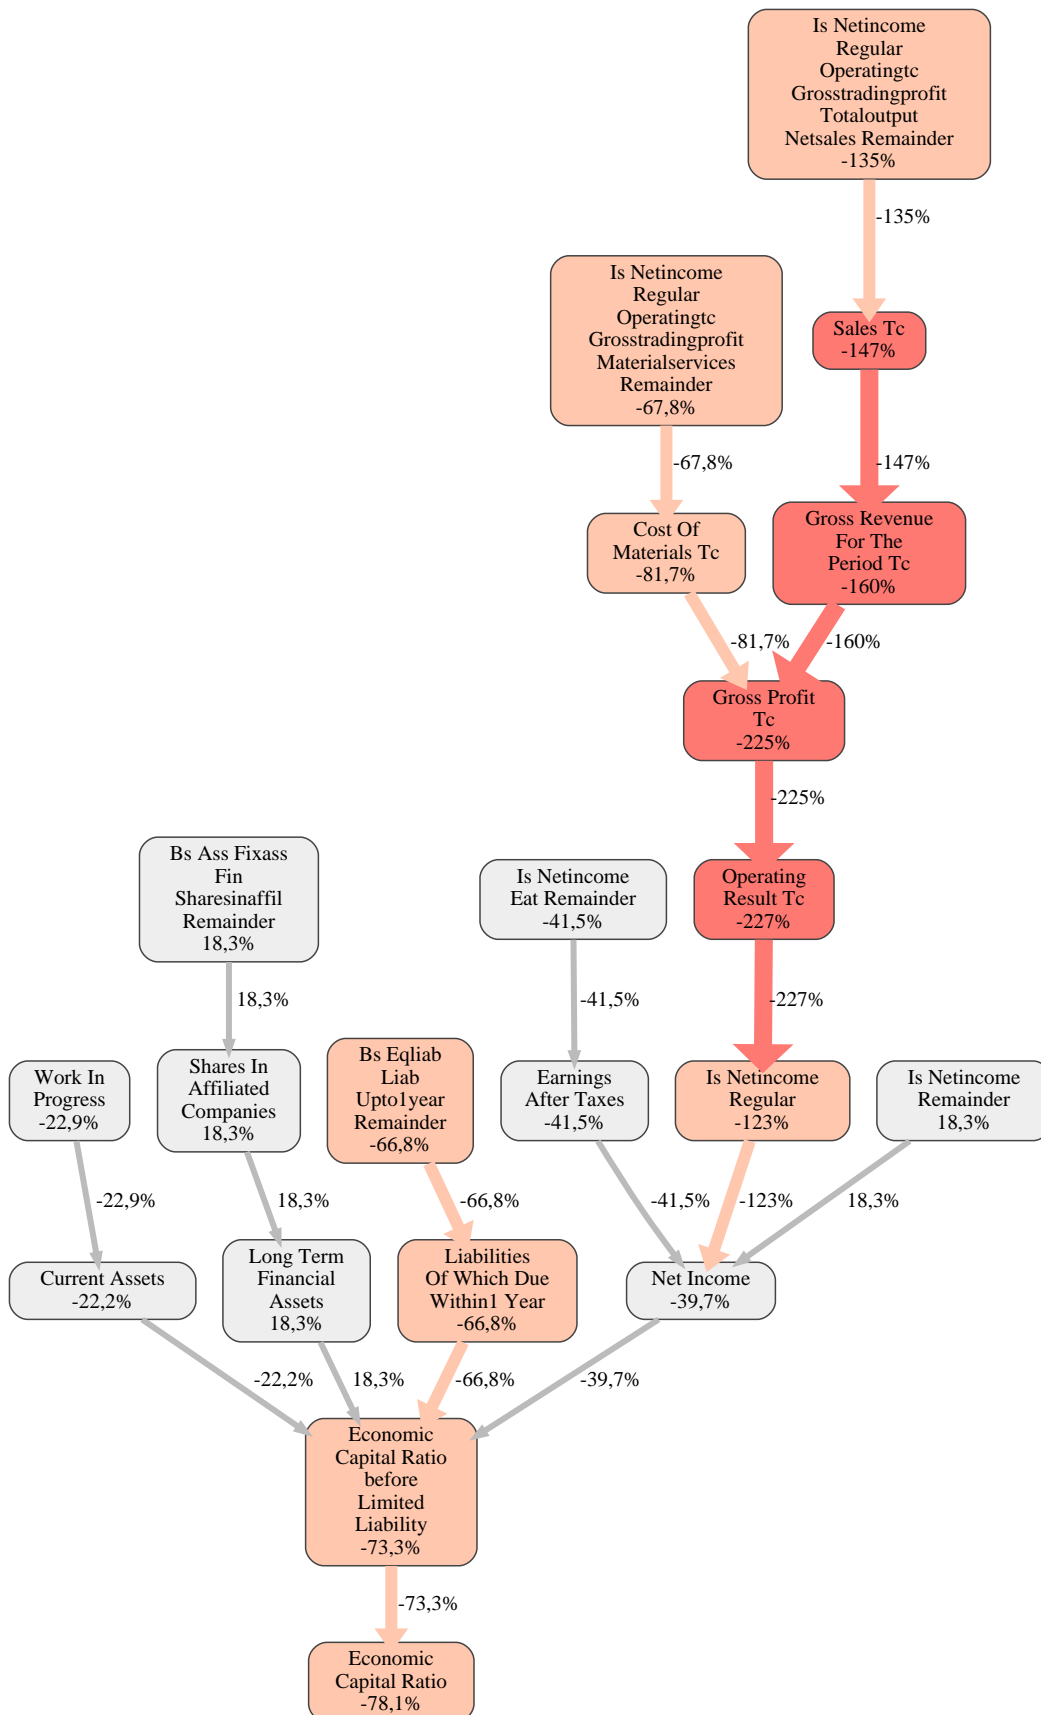 Is Netincome
Regular
Operatingtc
Grosstradingprofit
Totaloutput
Netsales Remainder
-135%
-135%
Is Netincome
Regular
Operatingtc
Grosstradingprofit
Materialservices
Remainder
-67,8%
Sales Tc
-147%
-67,8%
-147%
Cost Of
Materials Tc
-81,7%
Gross Revenue
For The
Period Tc
-160%
-81,7%
-160%
Gross Profit
Tc
-225%
-225%
Bs Ass Fixass
Fin
Sharesinaffil
Remainder
18,3%
Is Netincome
Eat Remainder
-41,5%
Operating
Result Tc
-227%
18,3%
-41,5%
-227%
Work In
Progress
-22,9%
Shares In
Affiliated
Companies
18,3%
Bs Eqliab
Liab
Upto1year
Remainder
-66,8%
Earnings
After Taxes
-41,5%
Is Netincome
Regular
-123%
Is Netincome
Remainder
18,3%
-22,9%
18,3%
-66,8%
-41,5%
-123%
18,3%
Current Assets
-22,2%
Long Term
Financial
Assets
18,3%
Liabilities
Of Which Due
Within1 Year
-66,8%
Net Income
-39,7%
-22,2%
18,3%
-66,8%
-39,7%
Economic
Capital Ratio
before
Limited
Liability
-73,3%
-73,3%
Economic
Capital Ratio
-78,1%